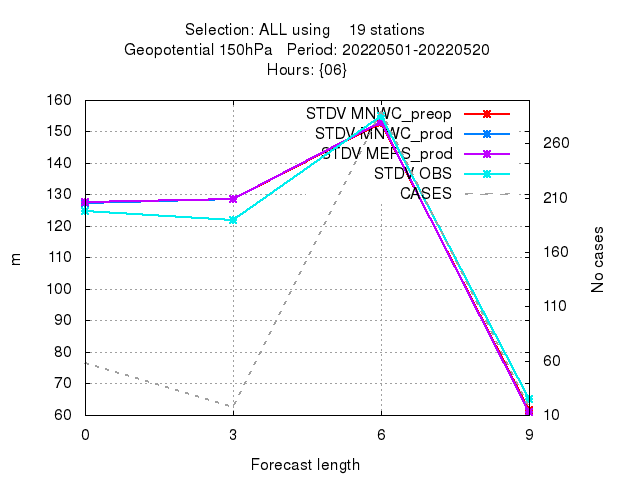 Selection: ALL using 19 stations
Geopotential 150hPa Period: 20220501-20220520
Hours: {06}
160
150
140
130
120
110
100
90
80
70
60
m
STDV MNWC_preop
STDV MNWC_prod
STDV MEPS_prod
STDV OBS
CASES
260
210
160
110
60
10
No cases
0 3 6 9
Forecast length